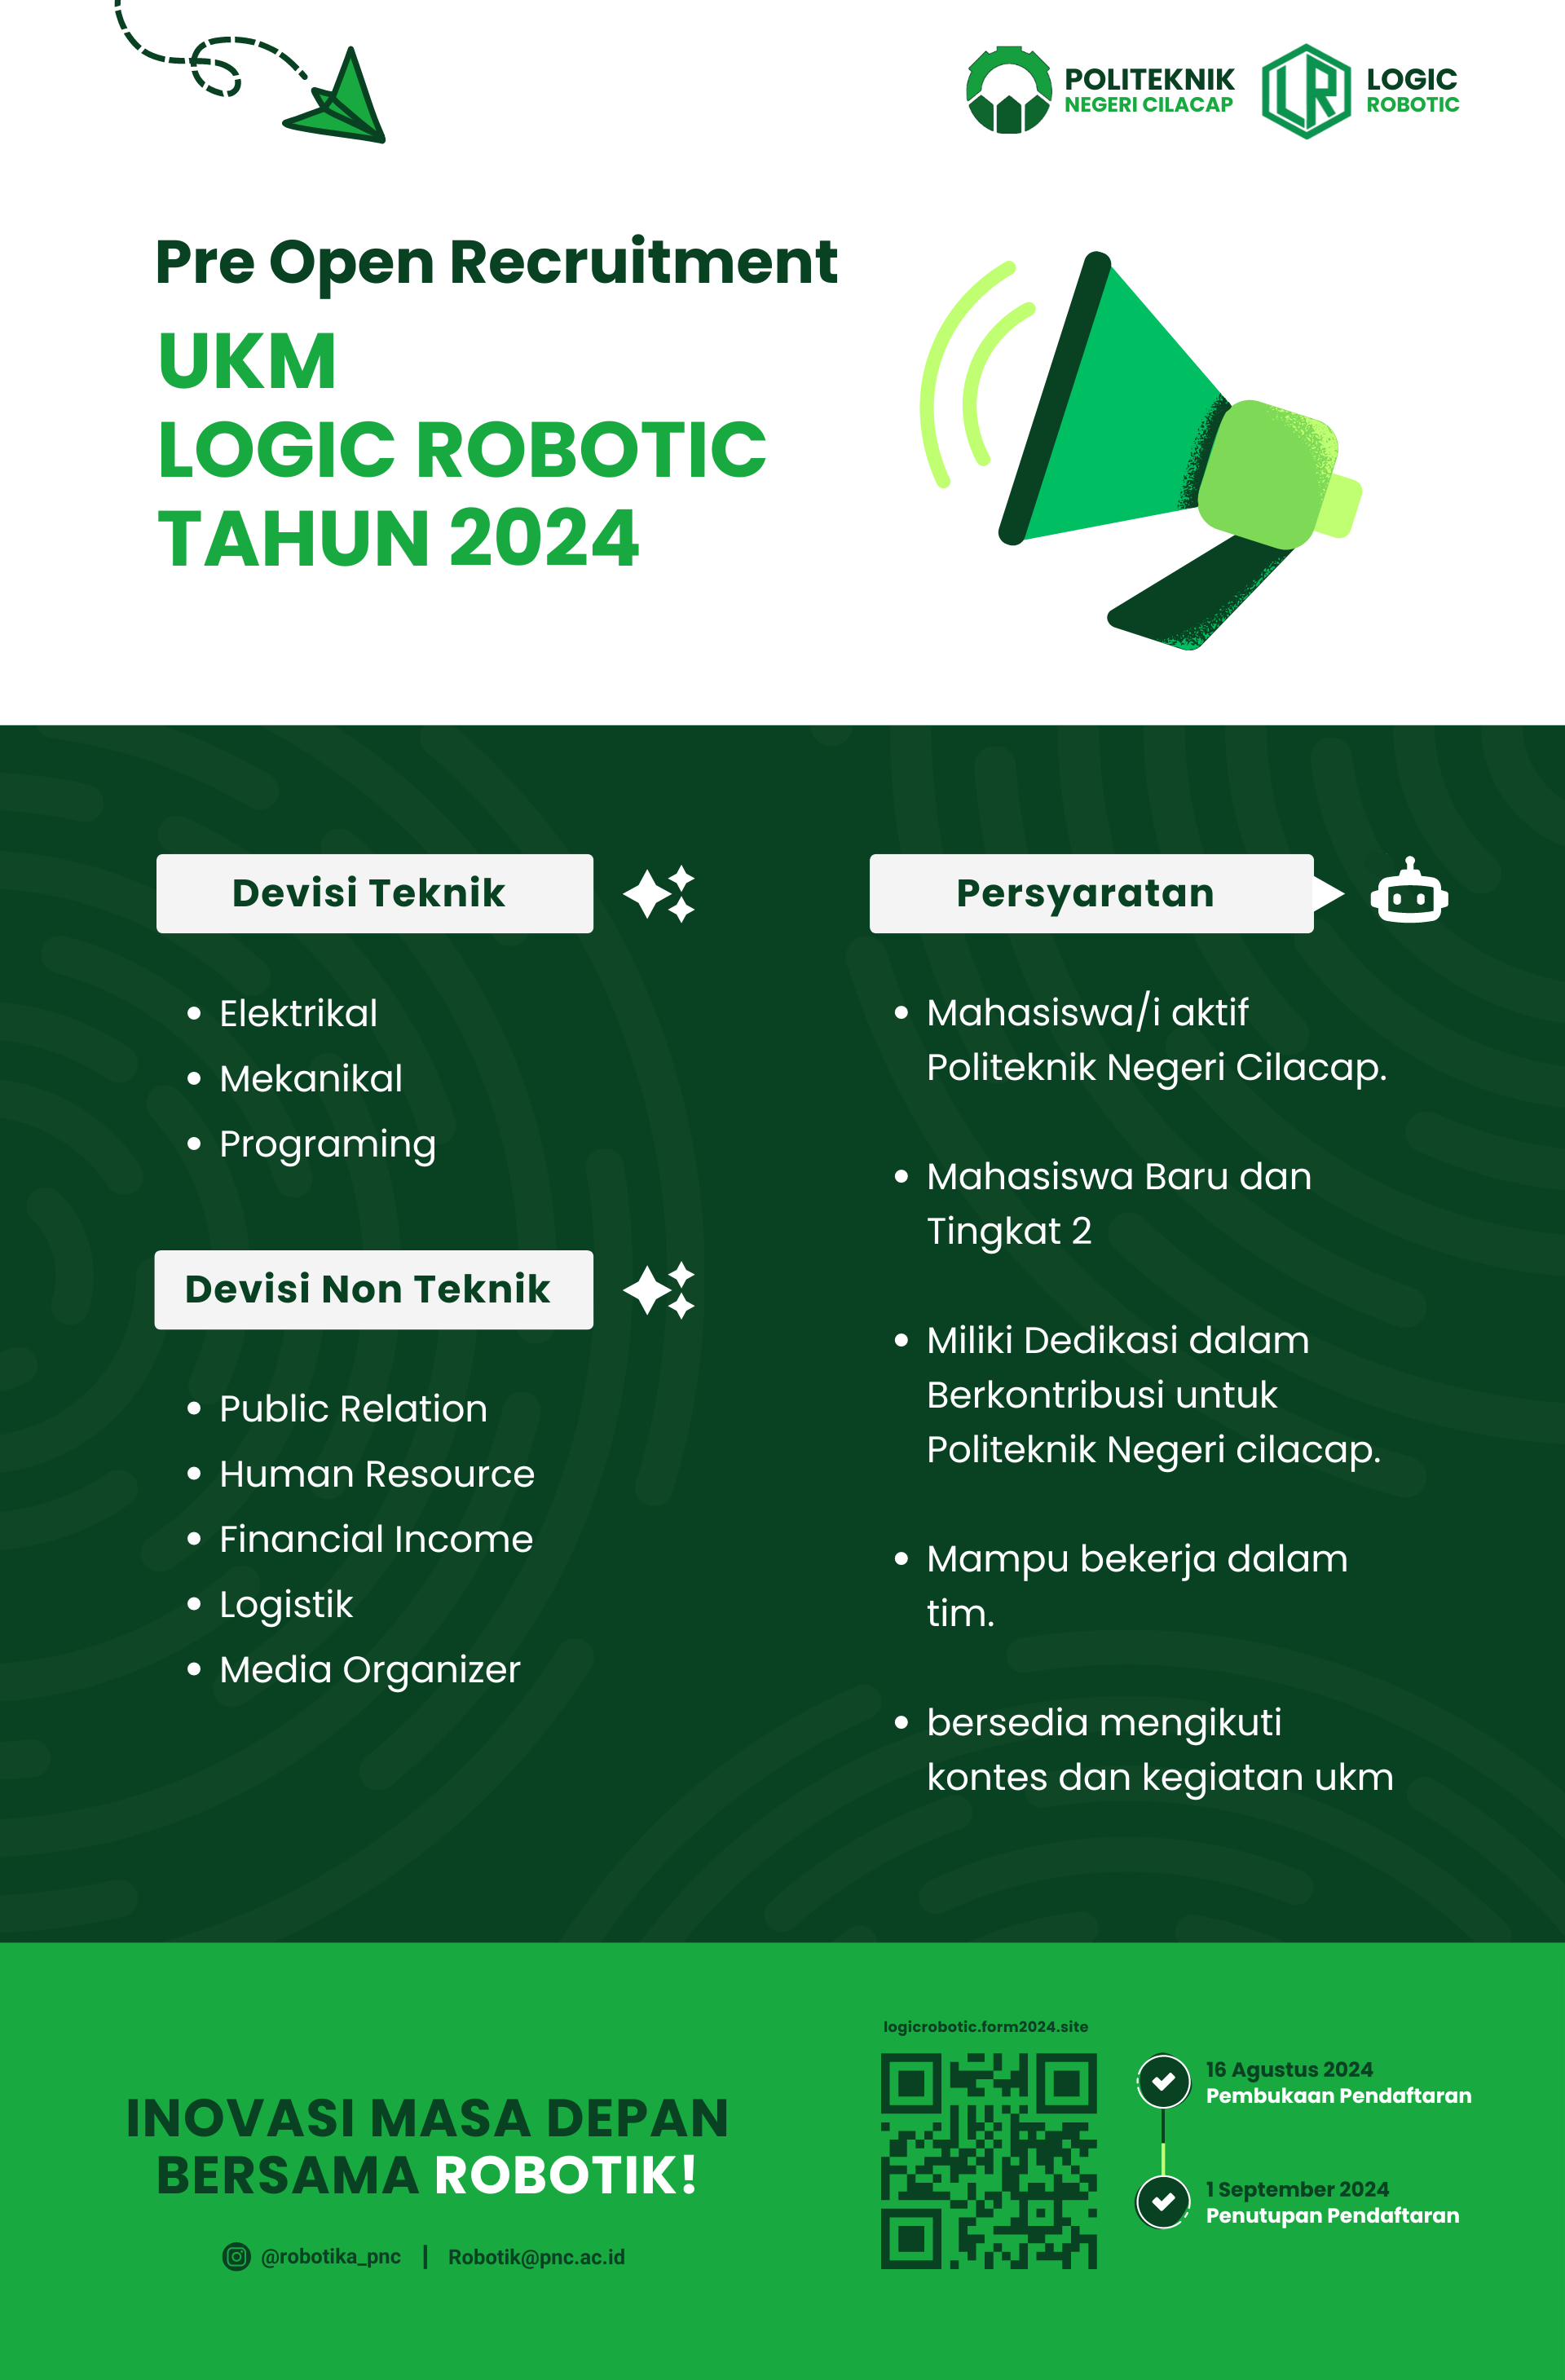 POLITEKNIK
NEGERI CILACAP
LR
LOGIC
ROBOTIC
Pre Open Recruitment
UKM
LOGIC ROBOTIC
TAHUN 2024
Devisi Teknik
Elektrikal
Mekanikal
Programing
Devisi Non Teknik
Public Relation
Human Resource
Financial Income
Logistik
Media Organizer
Persyaratan
Mahasiswa/i aktif
Politeknik Negeri Cilacap.
Mahasiswa Baru dan
Tingkat 2
Miliki Dedikasi dalam
Berkontribusi untuk
Politeknik Negeri cilacap.
Mampu bekerja dalam
tim.
bersedia mengikuti
kontes dan kegiatan ukm
INOVASI MASA DEPAN
BERSAMA ROBOTIK!
@robotika_pnc | Robotik@pnc.ac.id
logicrobotic.form2024.site
16 Agustus 2024
Pembukaan Pendaftaran
1 September 2024
Penutupan Pendaftaran